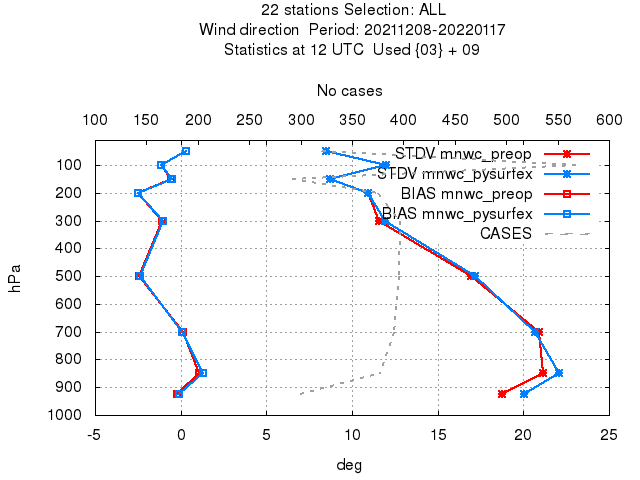 22 stations Selection: ALL
Wind direction  Period: 20211208-20220117
Statistics at 12 UTC  Used {03} + 09
No cases
100 150 200 250 300 350 400 450 500 550 600
STDV mnwc_preop
STDV mnwc_pysurfex
BIAS mnwc_preop
BIAS mnwc_pysurfex
CASES
hPa
100
200
300
400
500
600
700
800
900
1000
-5 0 5 10 15 20 25
deg